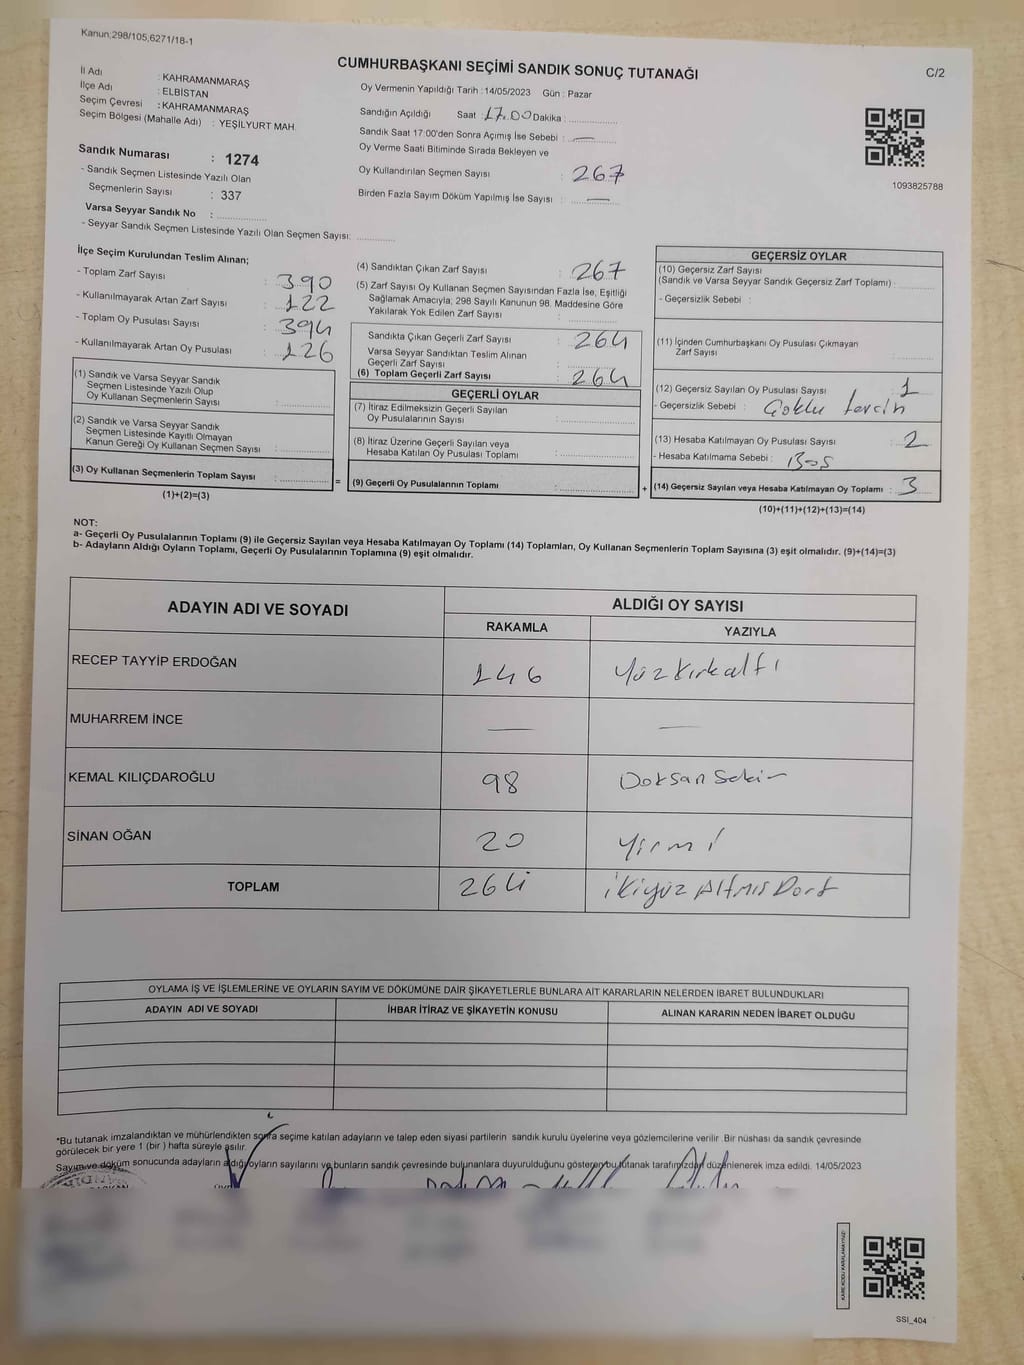 Kanun;298/105,6271/18-1
C/2
CUMHURBAŞKANI SEÇİMİ SANDIK SONUÇ TUTANAĞI
İl Adı : KAHRAMANMARAŞ
İlçe Adı : ELBİSTAN
Seçim Çevresi : KAHRAMANMARAŞ
Seçim Bölgesi (Mahalle Adı) : YEŞİLYURT MAH.
Sandık Numarası : 1274
- Sandık Seçmen Listesinde Yazılı Olan
Seçmenlerin Sayısı : 337
Varsa Seyyar Sandık No : ..................
- Seyyar Sandık Seçmen Listesinde Yazılı Olan Seçmen Sayısı: ..............
Oy Vermenin Yapıldığı Tarih :14/05/2023 Gün : Pazar
Sandığın Açıldığı Saat :17.00 Dakika : ..............
Sandık Saat 17:00'den Sonra Açımış İse Sebebi : —
Oy Verme Saati Bitiminde Sırada Bekleyen ve
Oy Kullandırılan Seçmen Sayısı : 267
Birden Fazla Sayım Döküm Yapılmış İse Sayısı : —
1093825788
İlçe Seçim Kurulundan Teslim Alınan;
- Toplam Zarf Sayısı : 390
- Kullanılmayarak Artan Zarf Sayısı : 122
- Toplam Oy Pusulası Sayısı : 394
- Kullanılmayarak Artan Oy Pusulası : 126
(1) Sandık ve Varsa Seyyar Sandık
Seçmen Listesinde Yazılı Olup
Oy Kullanan Seçmenlerin Sayısı : ..............
(2) Sandık ve Varsa Seyyar Sandık
Seçmen Listesinde Kayıtlı Olmayan
Kanun Gereği Oy Kullanan Seçmen Sayısı : ..............
(3) Oy Kullanan Seçmenlerin Toplam Sayısı : ..............
(1)+(2)=(3)
(4) Sandıktan Çıkan Zarf Sayısı : 267
(5) Zarf Sayısı Oy Kullanan Seçmen Sayısından Fazla İse, Eşitliği
Sağlamak Amacıyla; 298 Sayılı Kanunun 98. Maddesine Göre
Yakılarak Yok Edilen Zarf Sayısı : ..............
Sandıkta Çıkan Geçerli Zarf Sayısı : 264
Varsa Seyyar Sandıktan Teslim Alınan
Geçerli Zarf Sayısı : ..............
(6) Toplam Geçerli Zarf Sayısı : 264
GEÇERLİ OYLAR
(7) İtiraz Edilmeksizin Geçerli Sayılan
Oy Pusulasının Sayısı : ..............
(8) İtiraz Üzerine Geçerli Sayılan veya
Hesaba Katılan Oy Pusulası Toplamı : ..............
= (9) Geçerli Oy Pusulalarının Toplamı : ..............
GEÇERSİZ OYLAR
(10) Geçersiz Zarf Sayısı
(Sandık ve Varsa Seyyar Sandık Geçersiz Zarf Toplamı) : ..............
- Geçersizlik Sebebi :
(11) İçinden Cumhurbaşkanı Oy Pusulası Çıkmayan
Zarf Sayısı : ..............
(12) Geçersiz Sayılan Oy Pusulası Sayısı : 1
- Geçersizlik Sebebi : Çoklu tercih
(13) Hesaba Katılmayan Oy Pusulası Sayısı : 2
- Hesaba Katılmama Sebebi : Boş
+ (14) Geçersiz Sayılan veya Hesaba Katılmayan Oy Toplamı : 3
(10)+(11)+(12)+(13)=(14)
NOT:
a- Geçerli Oy Pusulalarının Toplamı (9) ile Geçersiz Sayılan veya Hesaba Katılmayan Oy Toplamı (14) Toplamları, Oy Kullanan Seçmenlerin Toplam Sayısına (3) eşit olmalıdır. (9)+(14)=(3)
b- Adayların Aldığı Oyların Toplamı, Geçerli Oy Pusulalarının Toplamına (9) eşit olmalıdır.
ADAYIN ADI VE SOYADI ALDIĞI OY SAYISI
RAKAMLA YAZIYLA
RECEP TAYYİP ERDOĞAN 146 Yüzkırkaltı
MUHARREM İNCE — —
KEMAL KILIÇDAROĞLU 98 Doksan Sekiz
SİNAN OĞAN 20 Yirmi
TOPLAM 264 İkiyüz Altmış Dört
OYLAMA İŞ VE İŞLEMLERİNE VE OYLARIN SAYIM VE DÖKÜMÜNE DAİR ŞİKAYETLERLE BUNLARA AİT KARARLARIN NELERDEN İBARET BULUNDUKLARI
ADAYIN ADI VE SOYADI İHBAR İTİRAZ VE ŞİKAYETİN KONUSU ALINAN KARARIN NEDEN İBARET OLDUĞU
*Bu tutanak imzalandıktan ve mühürlendikten sonra seçime katılan adayların ve talep eden siyasi partilerin sandık kurulu üyelerine veya gözlemcilerine verilir. Bir nüshası da sandık çevresinde
görülecek bir yere 1 (bir ) hafta süreyle asılır.
Sayım ve döküm sonucunda adayların aldığı oyların sayılarını ve bunların sandık çevresinde bulunanlara duyurulduğunu gösteren bu tutanak tarafımızdan düzenlenerek imza edildi. 14/05/2023
SSI_404